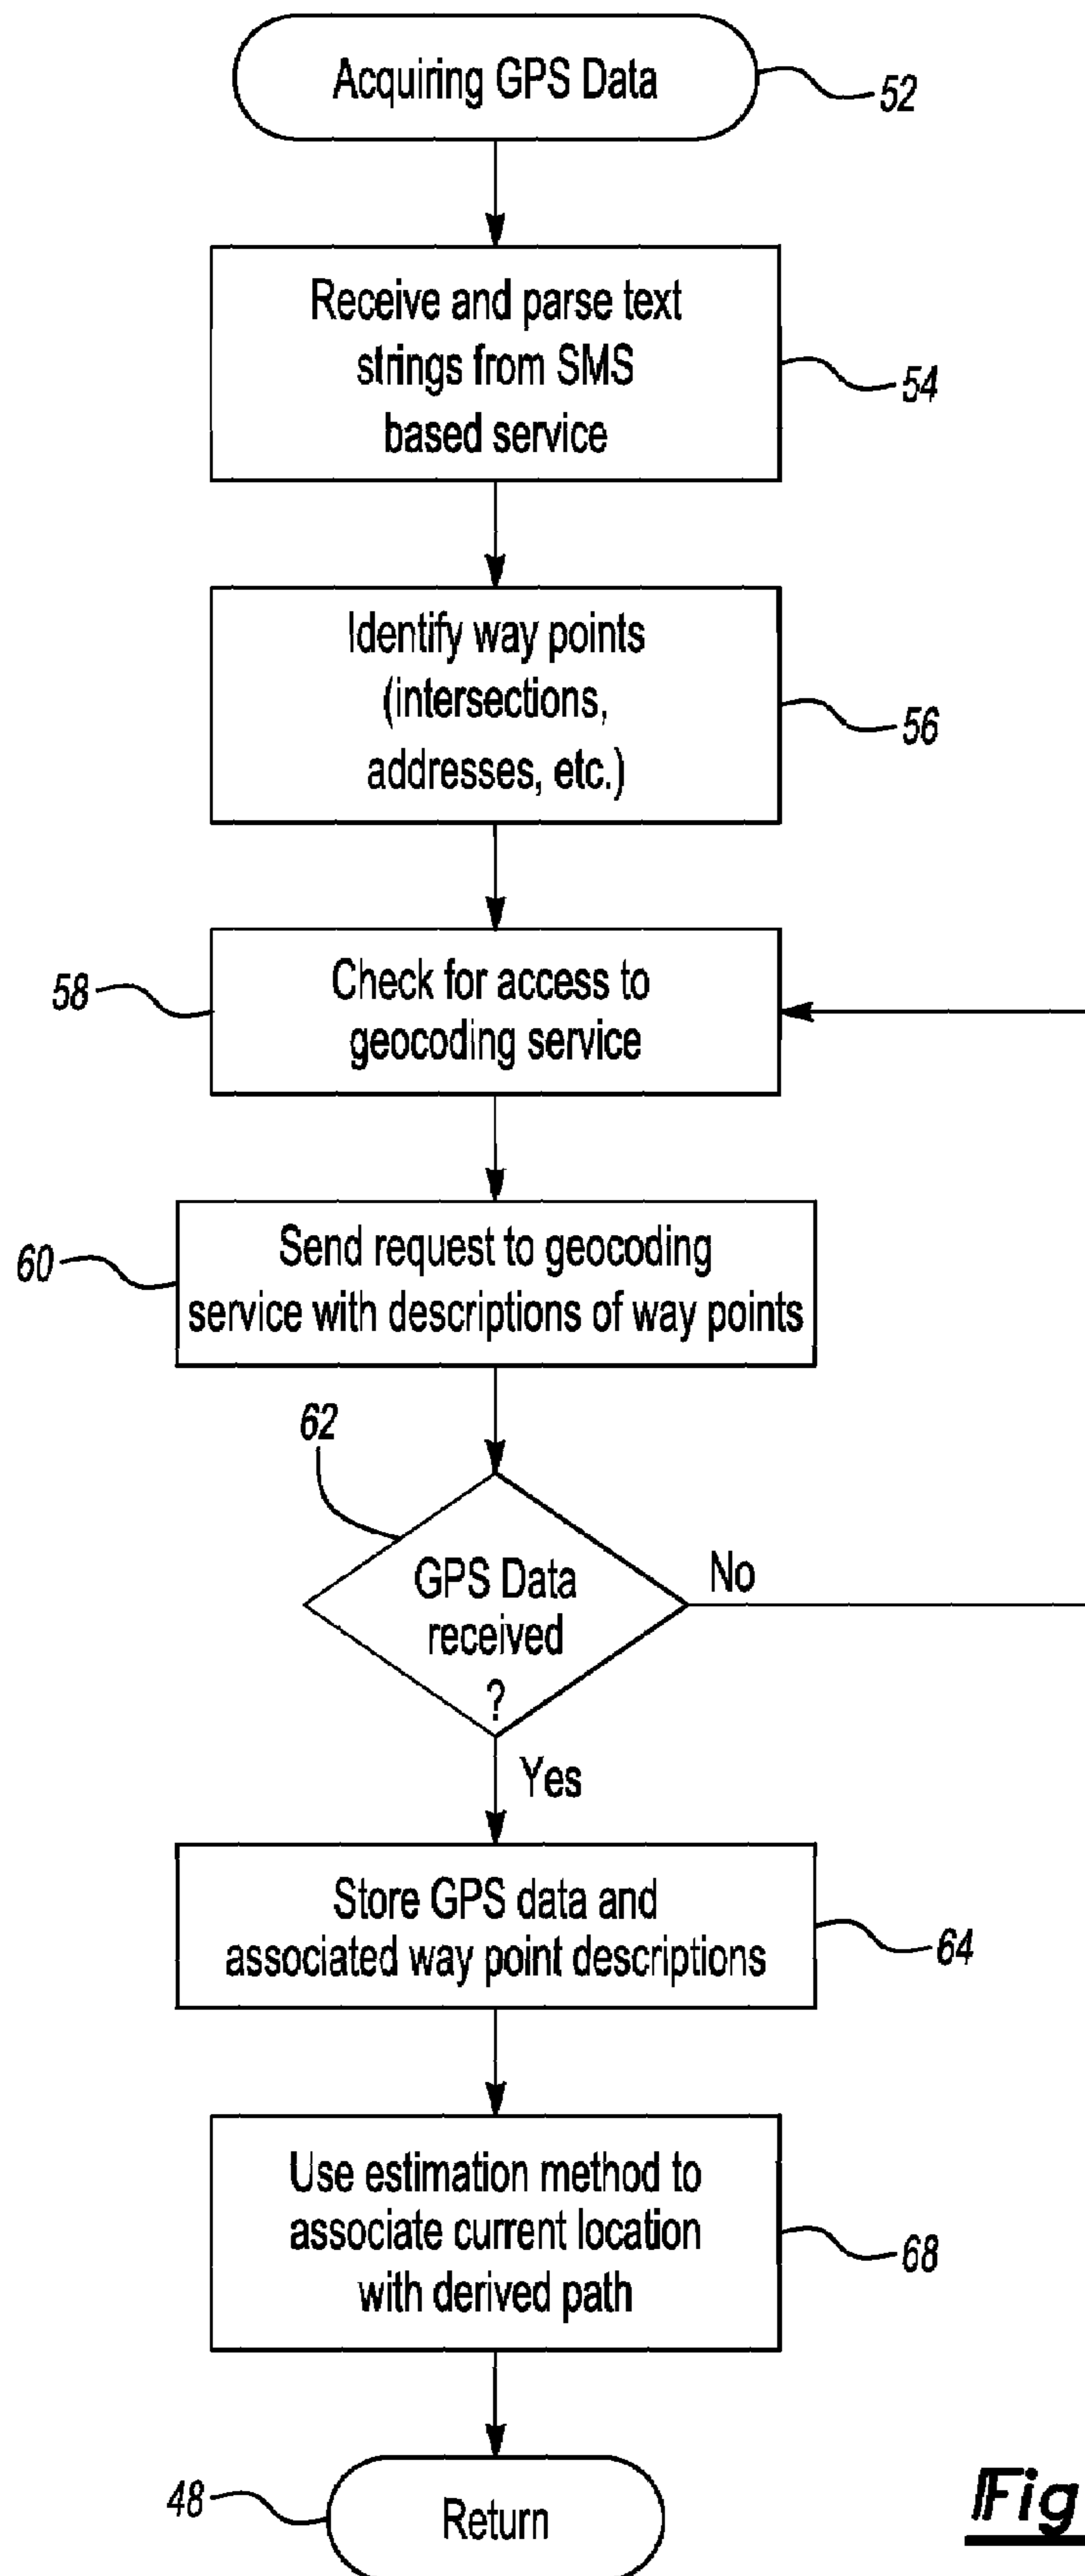 Acquiring GPS Data
52
Receive and parse text
strings from SMS
based service
54
Identify way points
(intersections,
addresses, etc.)
56
58
Check for access to
geocoding service
60
Send request to geocoding
service with descriptions of way points
62
GPS Data
received
?
No
Yes
Store GPS data and
associated way point descriptions
64
Use estimation method to
associate current location
with derived path
68
48
Return
Fig